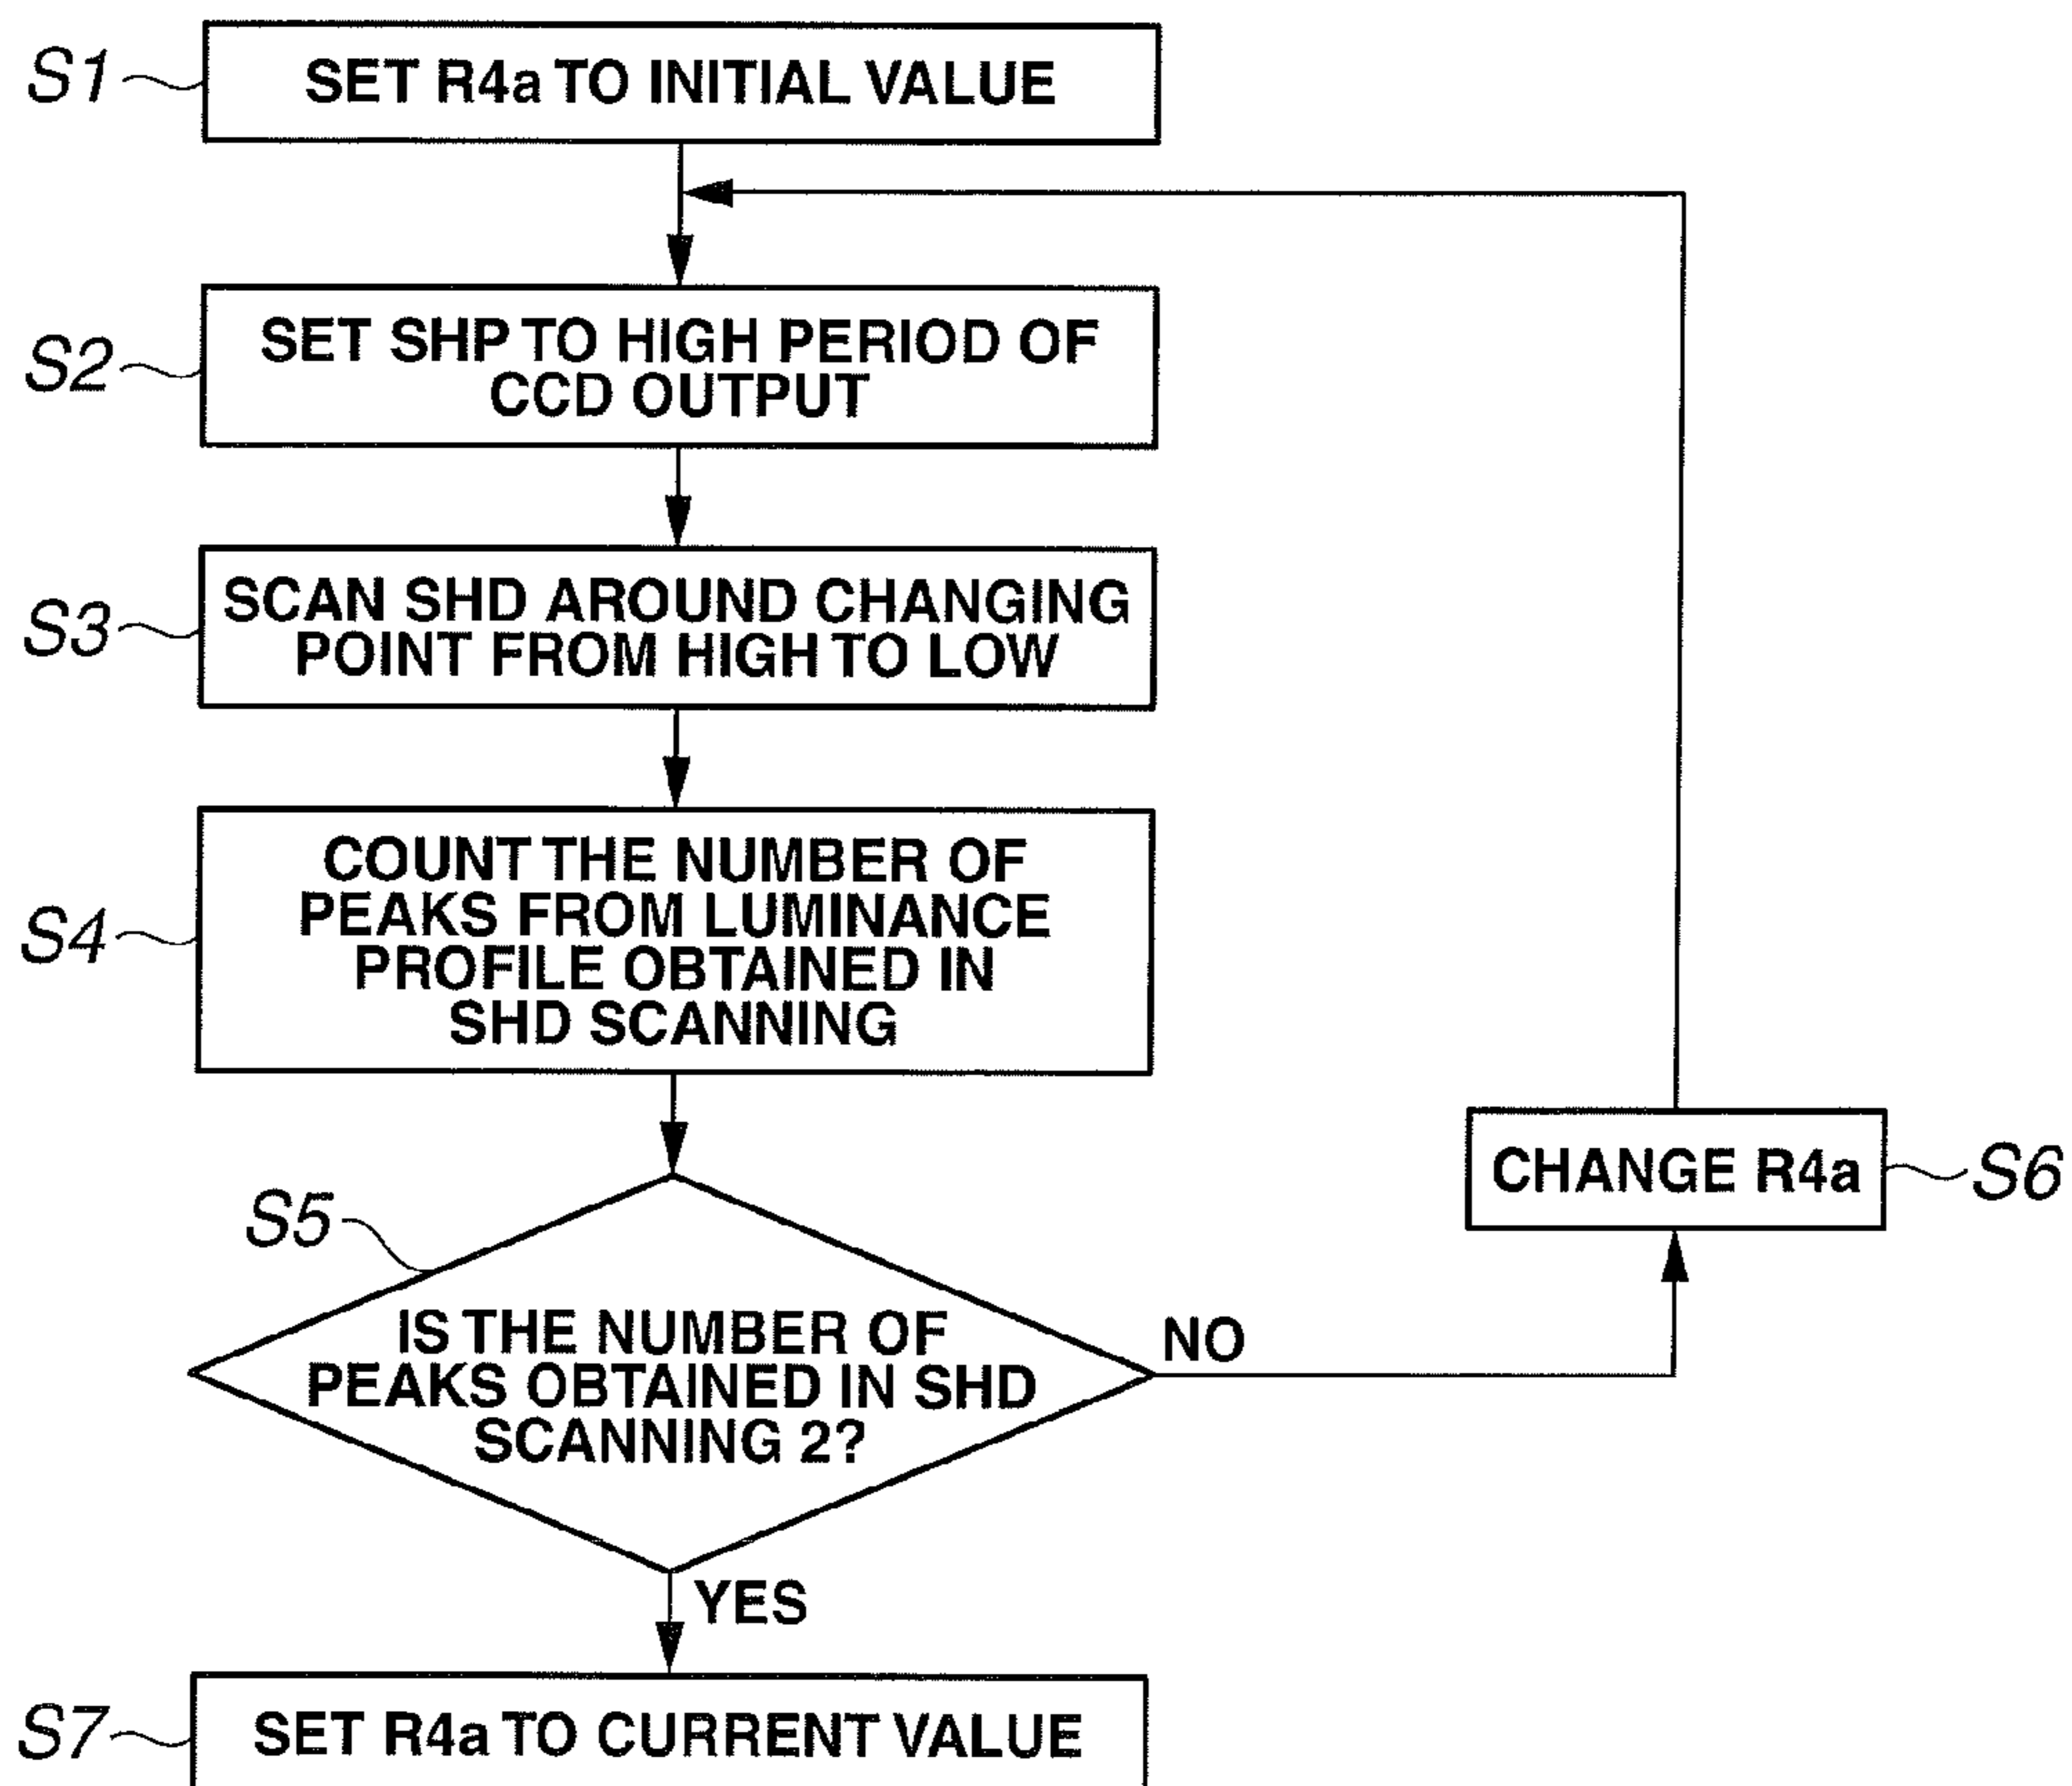 S1
SET R4a TO INITIAL VALUE
S2
SET SHP TO HIGH PERIOD OF
CCD OUTPUT
S3
SCAN SHD AROUND CHANGING
POINT FROM HIGH TO LOW
S4
COUNT THE NUMBER OF
PEAKS FROM LUMINANCE
PROFILE OBTAINED IN
SHD SCANNING
CHANGE R4a
S6
S5
IS THE NUMBER OF
PEAKS OBTAINED IN SHD
SCANNING 2?
NO
YES
S7
SET R4a TO CURRENT VALUE